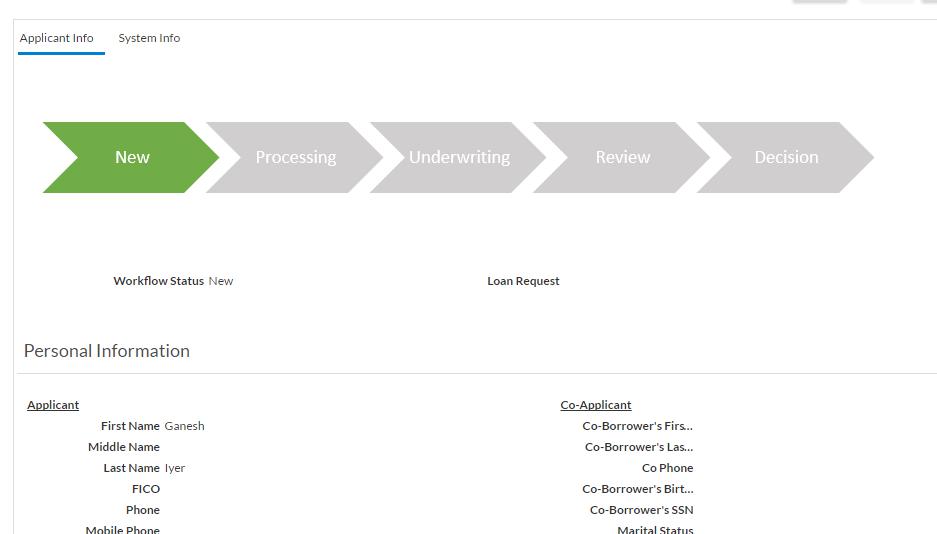 Applicant Info System Info
New Processing Underwriting Review Decision
Workflow Status New Loan Request
Personal Information
Applicant Co-Applicant
First Name Ganesh Co-Borrower's Firs...
Middle Name Co-Borrower's Las...
Last Name Iyer Co Phone
FICO Co-Borrower's Birt...
Phone Co-Borrower's SSN
Mobile Phone Marital Status